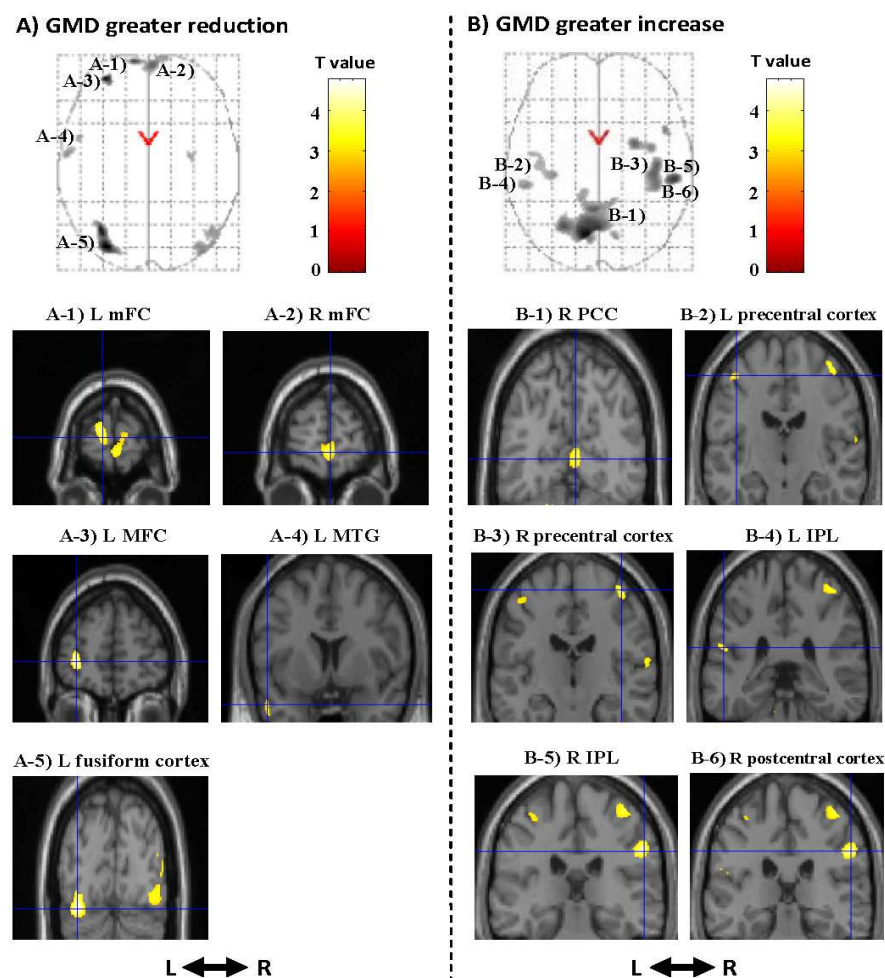 A) GMD greater reduction
T value
A-1)
A-2)
A-3)
A-4)
A-5)
4
3
2
1
0
A-1) L mFC
A-2) R mFC
A-3) L MFC
A-4) L MTG
A-5) L fusiform cortex
L R
B) GMD greater increase
T value
B-2)
B-3)
B-5)
B-4)
B-6)
B-1)
4
3
2
1
0
B-1) R PCC
B-2) L precentral cortex
B-3) R precentral cortex
B-4) L IPL
B-5) R IPL
B-6) R postcentral cortex
L R